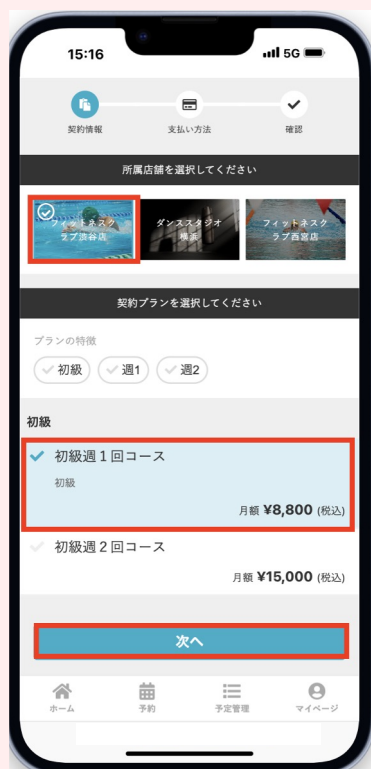 15:16
5G
契約情報
支払い方法
確認
所属店舗を選択してください
フィットネスク
ラブ渋谷店
ダンススタジオ
横浜
フィットネスク
ラブ西宮店
契約プランを選択してください
プランの特徴
初級
週1
週2
初級
初級週１回コース
初級
月額 ¥8,800 (税込)
初級週２回コース
月額 ¥15,000 (税込)
次へ
ホーム
予約
予定管理
マイページ